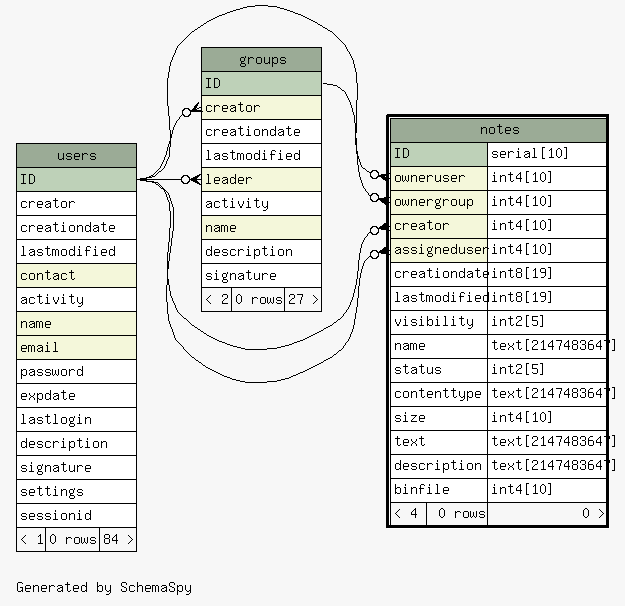 groups
ID
creator
creationdate
lastmodified
leader
activity
name
description
signature
< 2 0 rows 27 >
users
ID
creator
creationdate
lastmodified
contact
activity
name
email
password
expdate
lastlogin
description
signature
settings
sessionid
< 1 0 rows 84 >
notes
ID serial[10]
owneruser int4[10]
ownergroup int4[10]
creator int4[10]
assigneduser int4[10]
creationdate int8[19]
lastmodified int8[19]
visibility int2[5]
name text[2147483647]
status int2[5]
contenttype text[2147483647]
size int4[10]
text text[2147483647]
description text[2147483647]
binfile int4[10]
< 4 0 rows 0 >
Generated by SchemaSpy